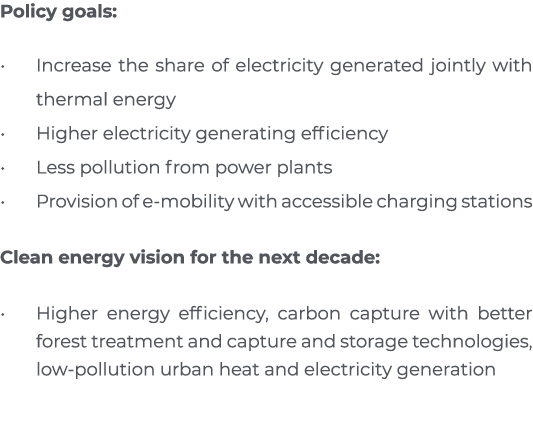 Policy goals:
• Increase the share of electricity generated jointly with
thermal energy
• Higher electricity generating efficiency
• Less pollution from power plants
• Provision of e-mobility with accessible charging stations
Clean energy vision for the next decade:
• Higher energy efficiency, carbon capture with better
forest treatment and capture and storage technologies,
low-pollution urban heat and electricity generation